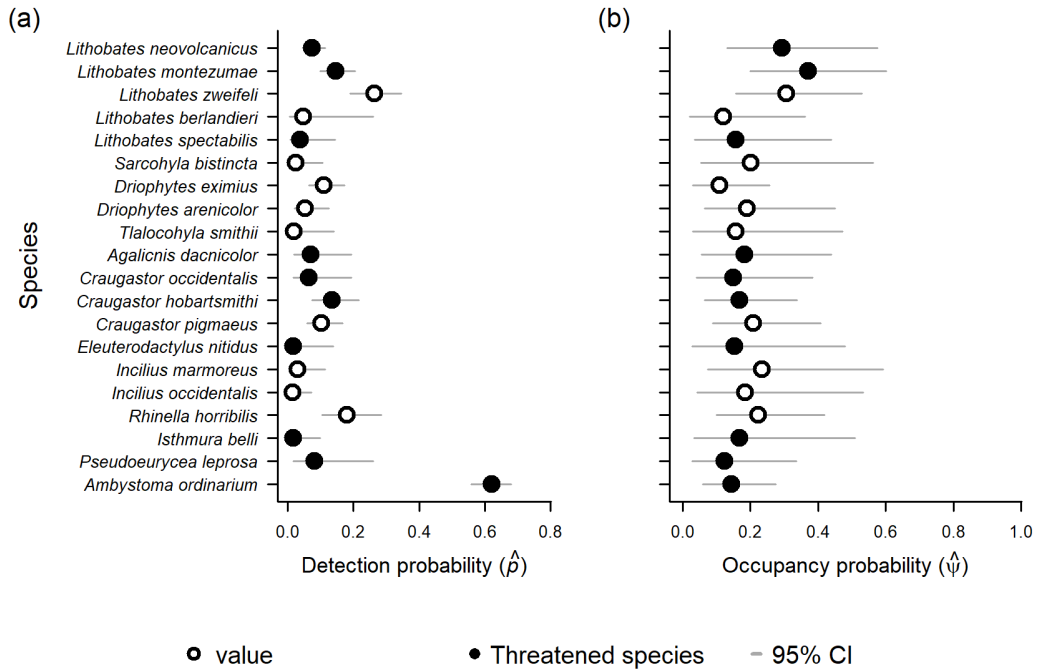 (a)
(b)
Species
Lithobates neovolcanicus
Lithobates montezumae
Lithobates zweifeli
Lithobates berlandieri
Lithobates spectabilis
Sarcohyla bistincta
Driophytes eximius
Driophytes arenicolor
Tlalocohyla smithii
Agalicnis dacnicolor
Craugastor occidentalis
Craugastor hobartsmithi
Craugastor pigmaeus
Eleuterodactylus nitidus
Incilius marmoreus
Incilius occidentalis
Rhinella horribilis
Isthmura belli
Pseudoeurycea leprosa
Ambystoma ordinarium
0.0 0.2 0.4 0.6 0.8
Detection probability (p̂)
0.0 0.2 0.4 0.6 0.8 1.0
Occupancy probability (ψ̂)
value
Threatened species
95% CI